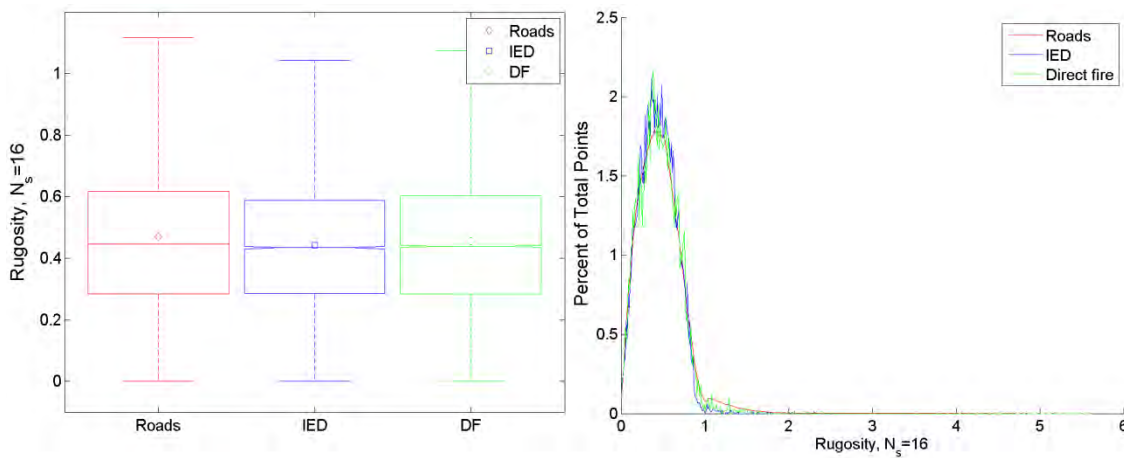 Roads
IED
DF
1
0.8
0.6
0.4
0.2
0
Rugosity, Nₛ=16
Roads IED DF
2.5
2
1.5
1
0.5
0
Percent of Total Points
Roads
IED
Direct fire
0 1 2 3 4 5 6
Rugosity, Nₛ=16